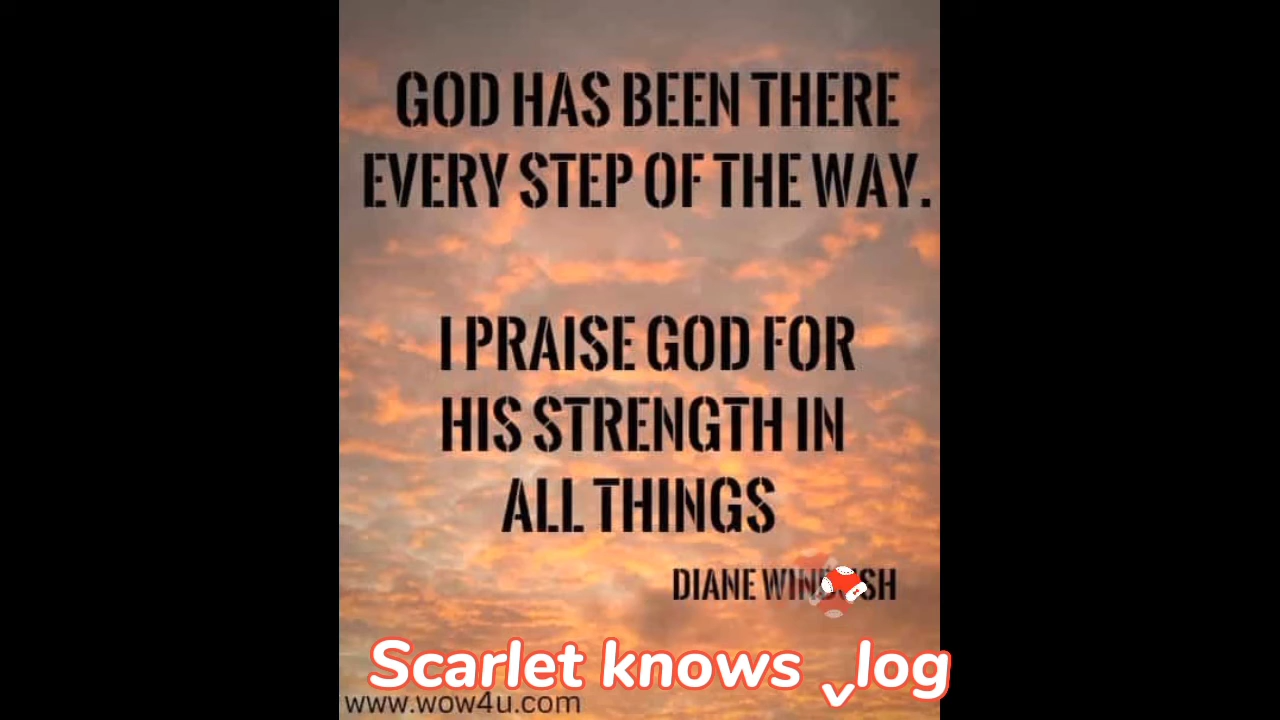 GOD HAS BEEN THERE
EVERY STEP OF THE WAY.
I PRAISE GOD FOR
HIS STRENGTH IN
ALL THINGS
DIANE
Scarlet knows vlog
www.wow4u.com